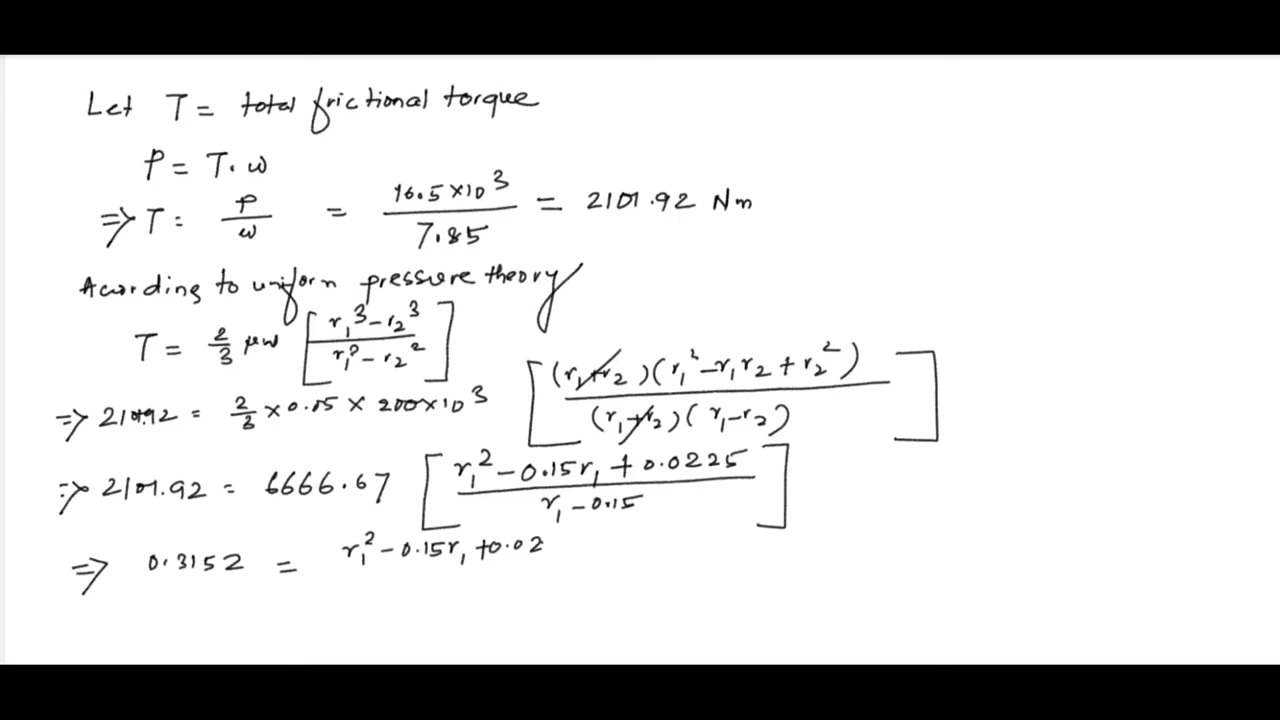 Let T = total frictional torque
P = T.ω
=> T = P/ω = 16.5×10^3/7.85 = 2101.92 Nm
Acording to uniform pressure theory
T = 2/3 μw [r1^3 - r2^3 / r1^2 - r2^2]
=> 2101.92 = 2/3 × 0.05 × 200×10^3 [(r1+r2)(r1^2 - r1r2 + r2^2) / (r1+r2)(r1-r2)]
=> 2101.92 = 6666.67 [r1^2 - 0.15r1 + 0.0225 / r1 - 0.15]
=> 0.3152 = r1^2 - 0.15r1 + 0.02